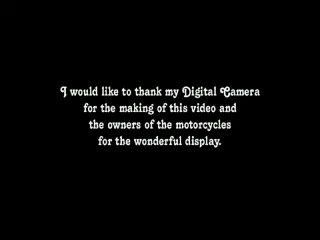 I would like to thank my Digital Camera
for the making of this video and
the owners of the motorcycles
for the wonderful display.